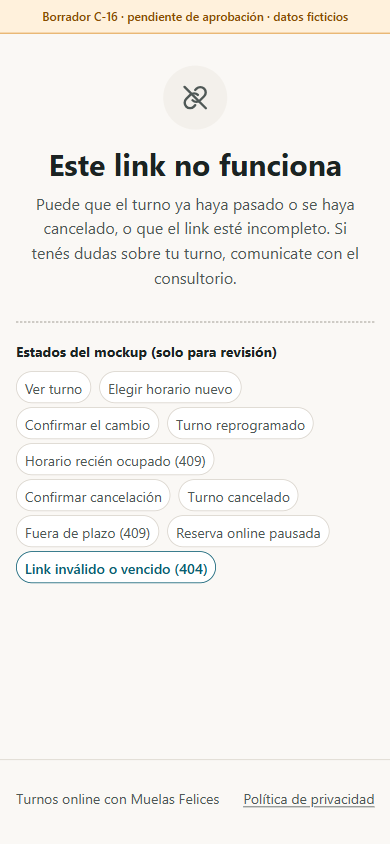 Borrador C-16 · pendiente de aprobación · datos ficticios
Este link no funciona
Puede que el turno ya haya pasado o se haya
cancelado, o que el link esté incompleto. Si
tenés dudas sobre tu turno, comunicate con el
consultorio.
Estados del mockup (solo para revisión)
Ver turno Elegir horario nuevo
Confirmar el cambio Turno reprogramado
Horario recién ocupado (409)
Confirmar cancelación Turno cancelado
Fuera de plazo (409) Reserva online pausada
Link inválido o vencido (404)
Turnos online con Muelas Felices Política de privacidad